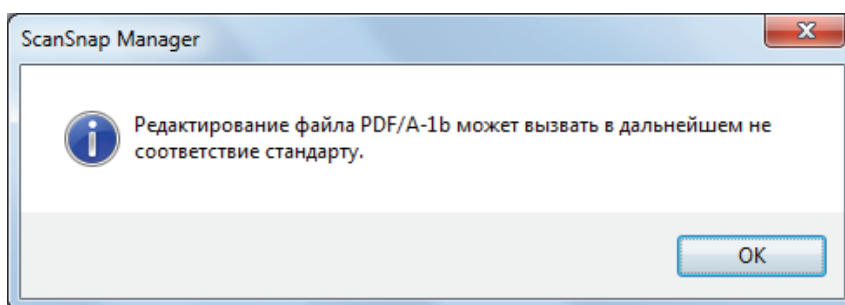 ScanSnap Manager
Редактирование файла PDF/A-1b может вызвать в дальнейшем не
соответствие стандарту.
OK